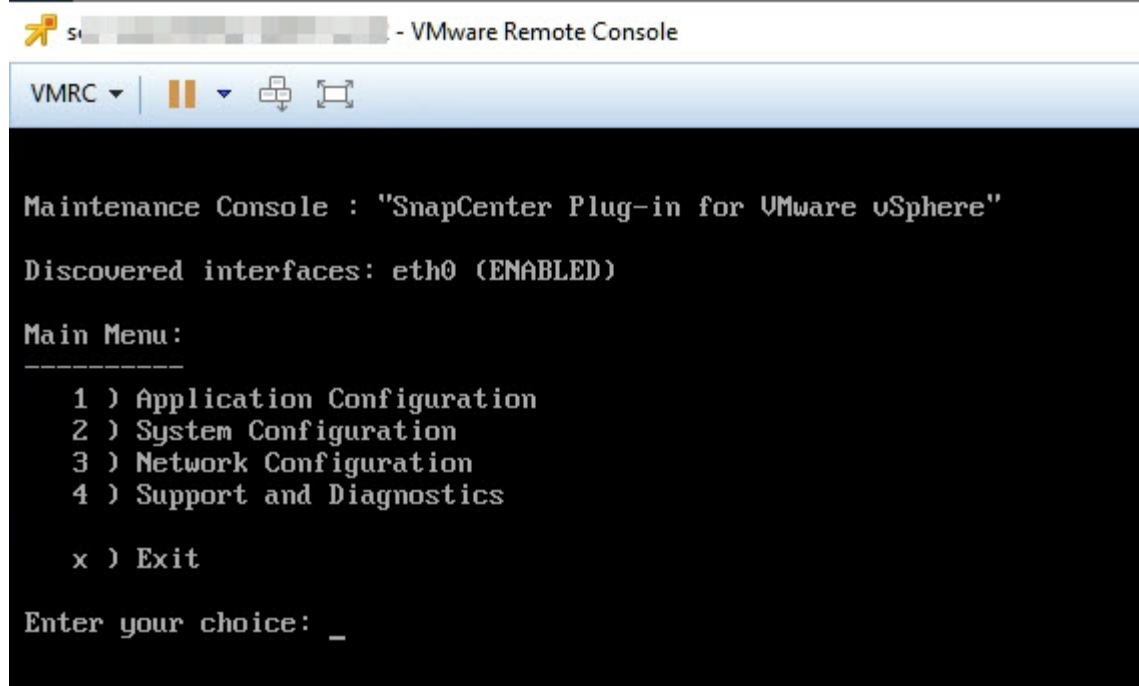 - VMware Remote Console
VMRC
Maintenance Console : "SnapCenter Plug-in for VMware vSphere"
Discovered interfaces: eth0 (ENABLED)
Main Menu:
----------
1 ) Application Configuration
2 ) System Configuration
3 ) Network Configuration
4 ) Support and Diagnostics
x ) Exit
Enter your choice: _